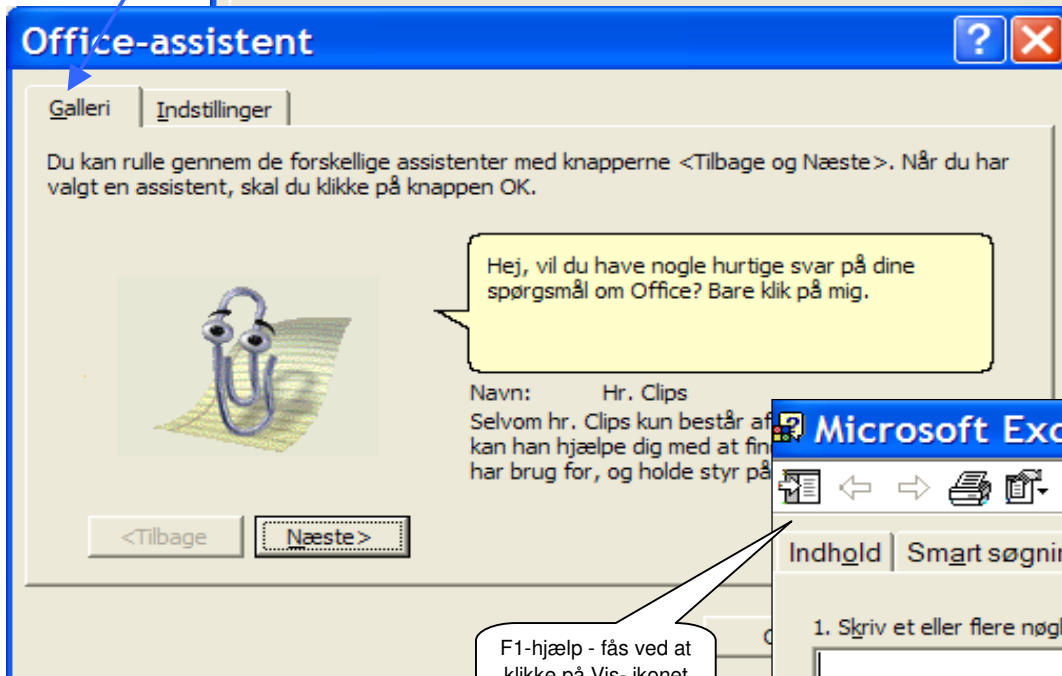 Office-assistent
Galleri
Indstillinger
Du kan rulle gennem de forskellige assistenter med knapperne <Tilbage og Næste>. Når du har
valgt en assistent, skal du klikke på knappen OK.
Hej, vil du have nogle hurtige svar på dine
spørgsmål om Office? Bare klik på mig.
Navn: Hr. Clips
Selvom hr. Clips kun består af
kan han hjælpe dig med at
har brug for, og holde styr på
<Tilbage
Næste>
Microsoft
Indhold
Smart
1. Skriv et eller flere
F1-hjælp - fås ved at
klikke på Vis- ikonet